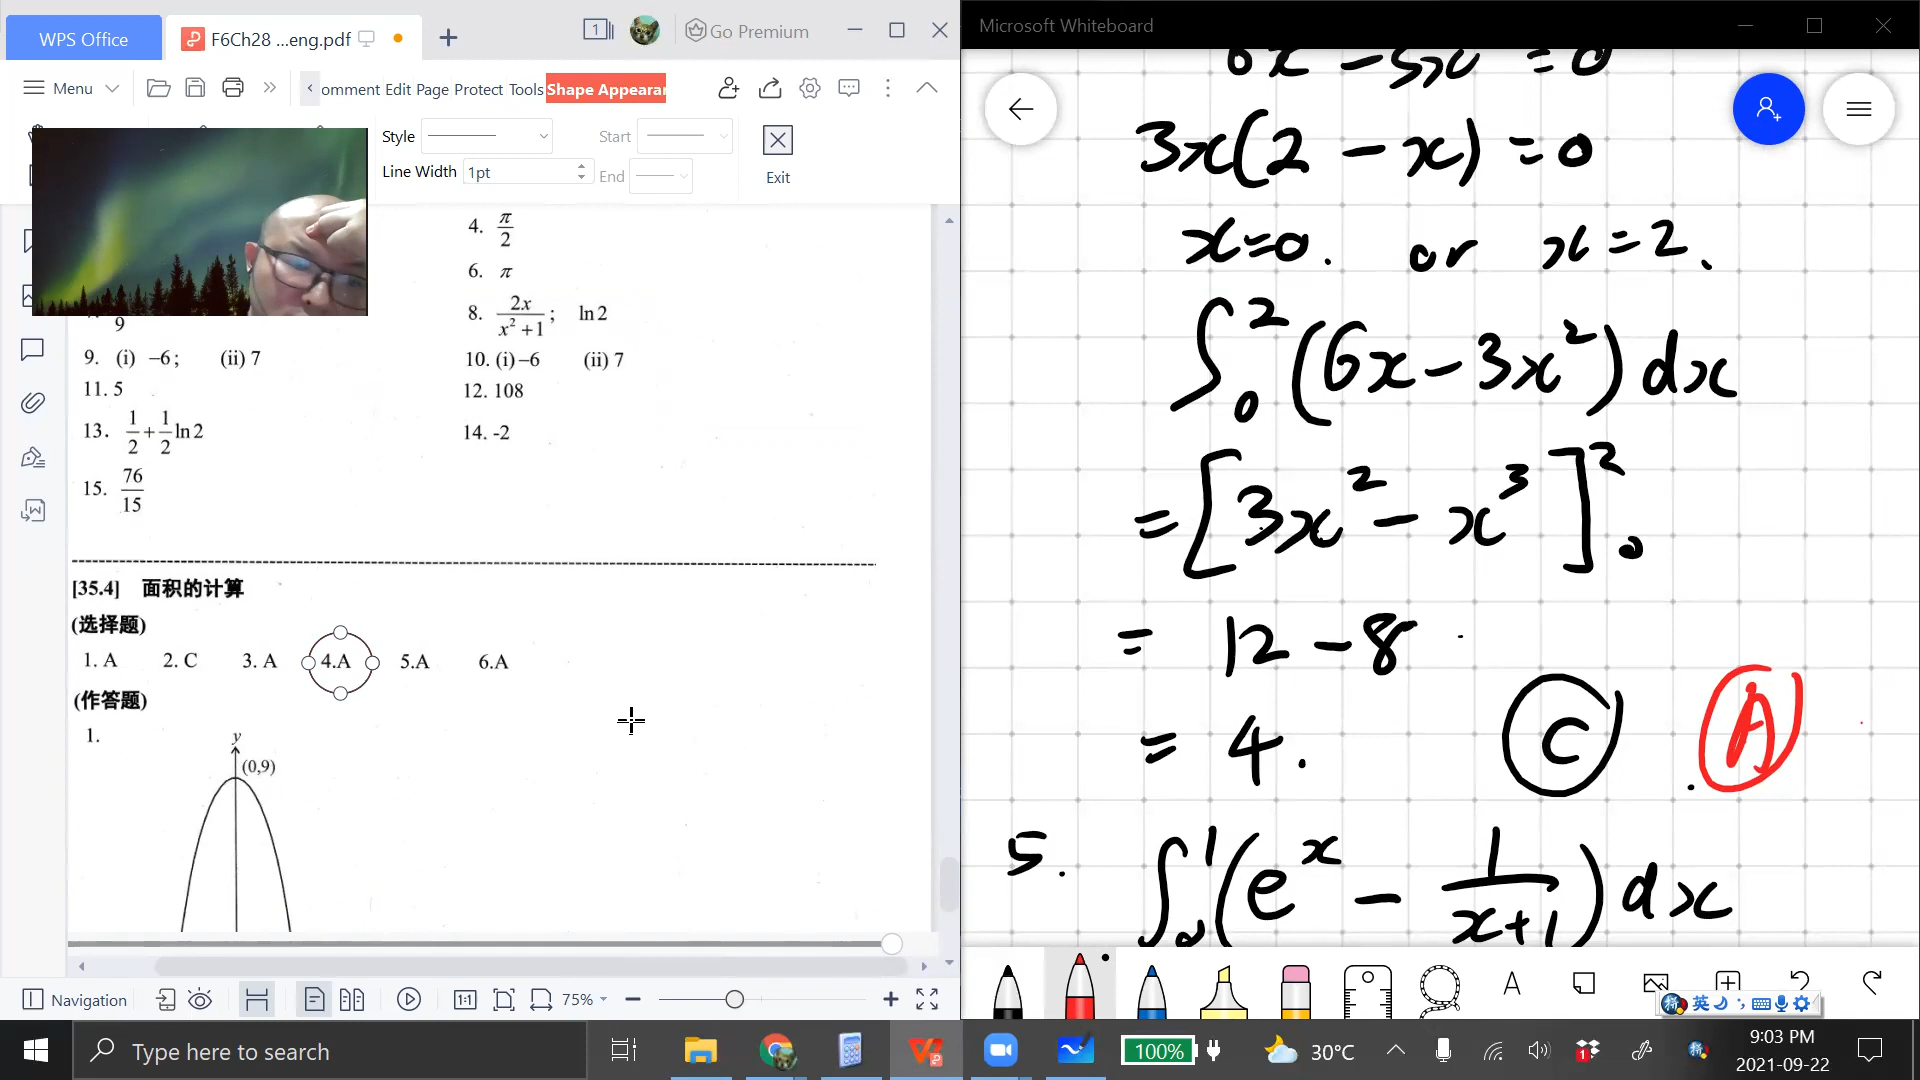 WPS Office
F6Ch28 ...eng.pdf
1
Go Premium
Menu
omment Edit Page Protect Tools
Shape Appearar
Style
Start
Line Width 1pt
End
Exit
4. π/2
6. π
9
8. 2x/(x²+1); ln2
9. (i) −6; (ii) 7
10. (i) −6 (ii) 7
11. 5
12. 108
13. 1/2 + 1/2 ln2
14. -2
15. 76/15
[35.4] 面积的计算
(选择题)
1. A 2. C 3. A 4.A 5.A 6.A
(作答题)
1.
y
(0,9)
Navigation
1:1
75%
Microsoft Whiteboard
3x(2 − x) = 0
x=0. or x=2.
∫₀² (6x − 3x²) dx
= [3x² − x³]₀²
= 12 − 8
= 4. C A
5. ∫₀¹ (eˣ − 1/(x+1)) dx
A
英
Type here to search
100%
30°C
1
9:03 PM
2021-09-22